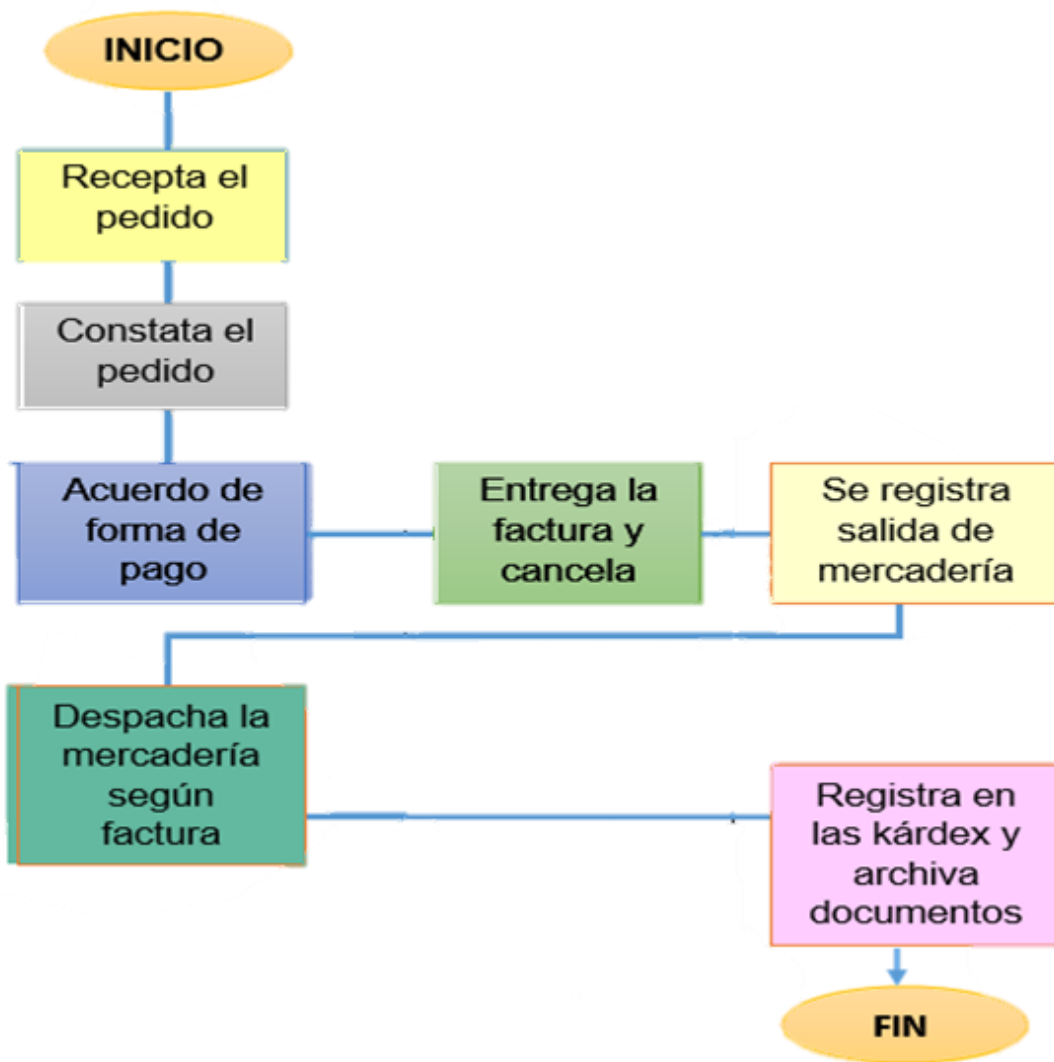 INICIO
Recepta el
pedido
Constata el
pedido
Acuerdo de
forma de
pago
Entrega la
factura y
cancela
Se registra
salida de
mercadería
Despacha la
mercadería
según
factura
Registra en
las kárdex y
archiva
documentos
FIN